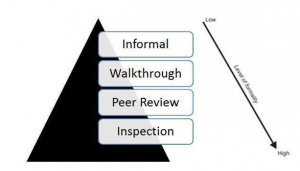 Low
Informal
Walkthrough
Peer Review
Inspection
Level of formality
High